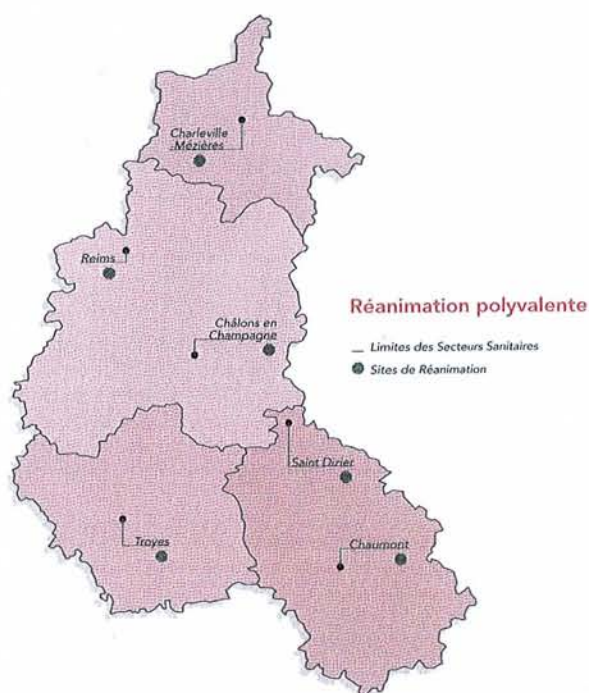 Charleville
Mézières
Reims
Châlons en
Champagne
Réanimation polyvalente
Limites des Secteurs Sanitaires
Sites de Réanimation
Saint Dizier
Troyes
Chaumont